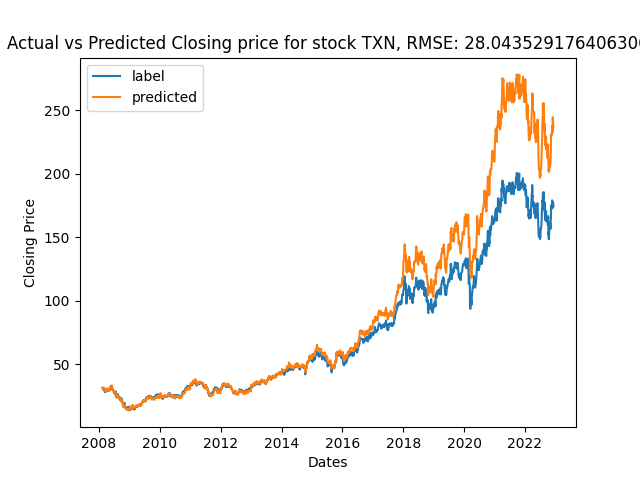 Actual vs Predicted Closing price for stock TXN, RMSE: 28.0435291764063
label
predicted
Closing Price
250
200
150
100
50
2008
2010
2012
2014
2016
2018
2020
2022
Dates